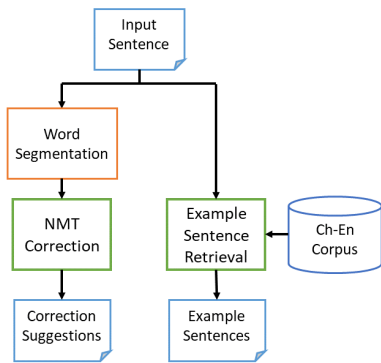 Input
Sentence
Word
Segmentation
NMT
Correction
Example
Sentence
Retrieval
Ch-En
Corpus
Correction
Suggestions
Example
Sentences